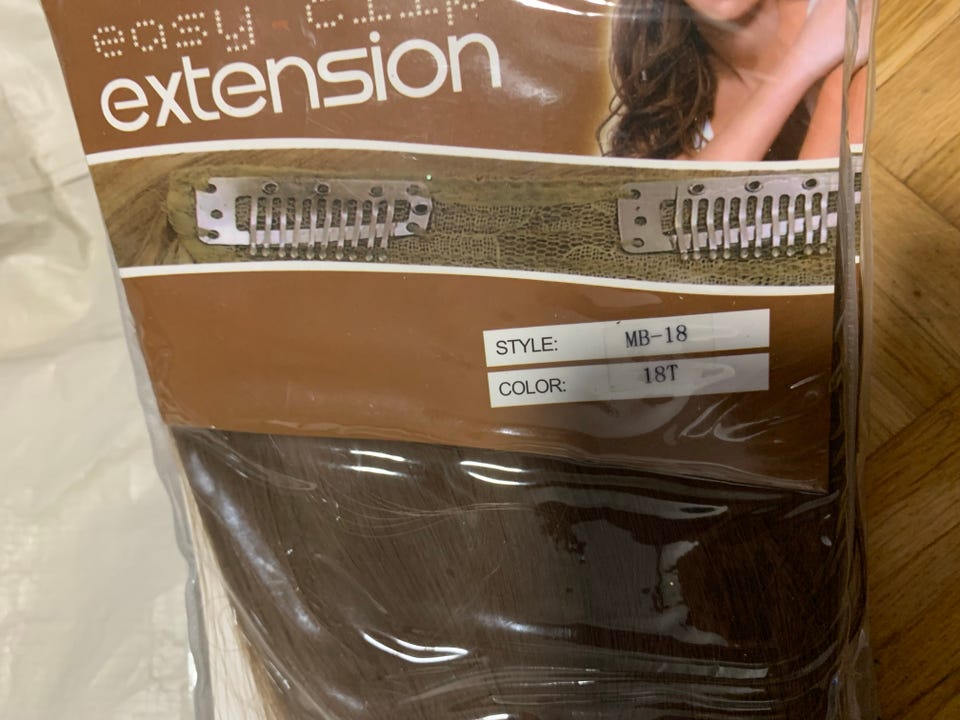 easy.clip
extension
STYLE: MB-18
COLOR: 18T